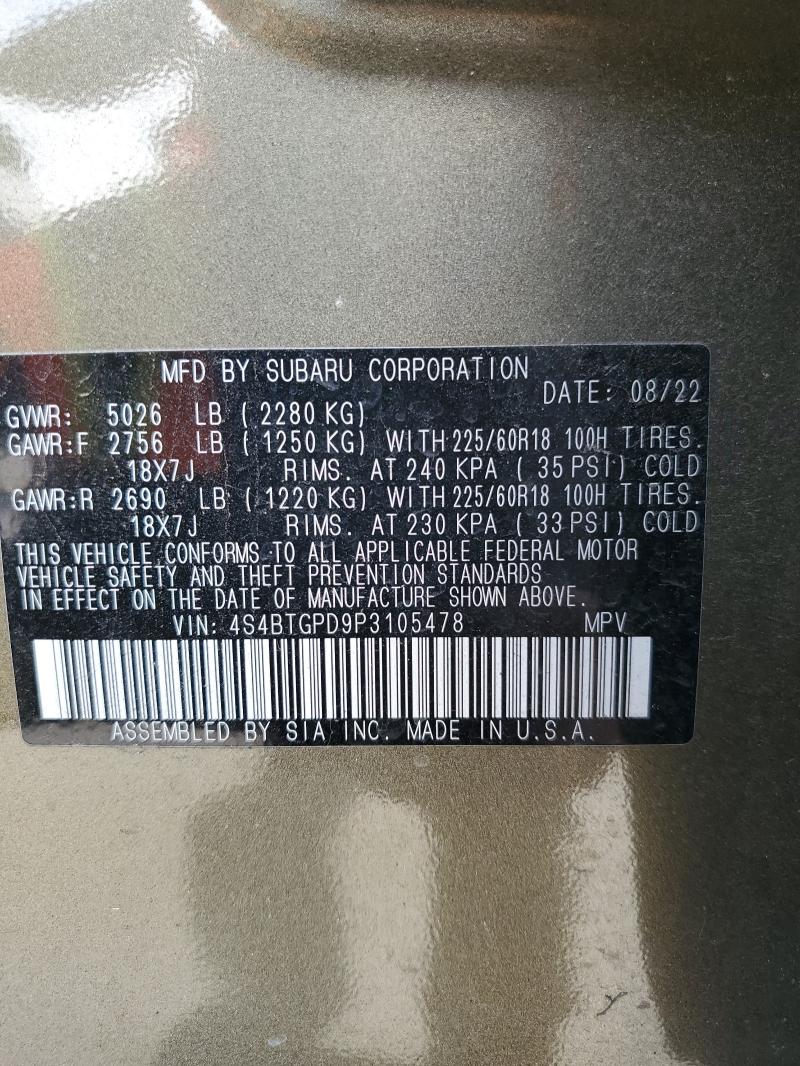 MFD BY SUBARU CORPORATION
DATE: 08/22
GVWR: 5026 LB ( 2280 KG)
GAWR:F 2756 LB ( 1250 KG) WITH 225/60R18 100H TIRES.
18X7J RIMS. AT 240 KPA ( 35 PSI) COLD
GAWR:R 2690 LB ( 1220 KG) WITH 225/60R18 100H TIRES.
18X7J RIMS. AT 230 KPA ( 33 PSI) COLD
THIS VEHICLE CONFORMS TO ALL APPLICABLE FEDERAL MOTOR
VEHICLE SAFETY AND THEFT PREVENTION STANDARDS
IN EFFECT ON THE DATE OF MANUFACTURE SHOWN ABOVE.
VIN: 4S4BTGPD9P3105478 MPV
ASSEMBLED BY SIA INC. MADE IN U.S.A.